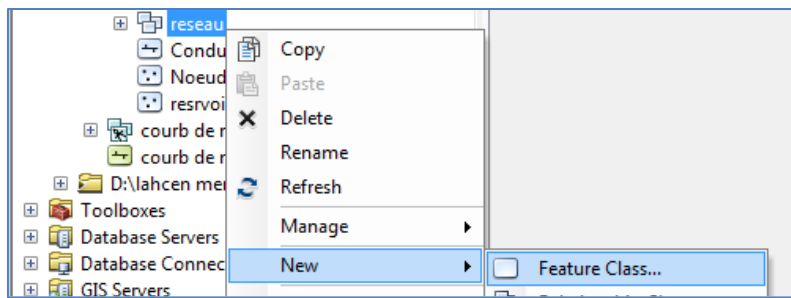 reseau
Condu
Noeud
resrvoi
courb de r
courb de r
D:\lahcen mer
Toolboxes
Database Servers
Database Connec
GIS Servers
Copy
Paste
Delete
Rename
Refresh
Manage
New
Feature Class...